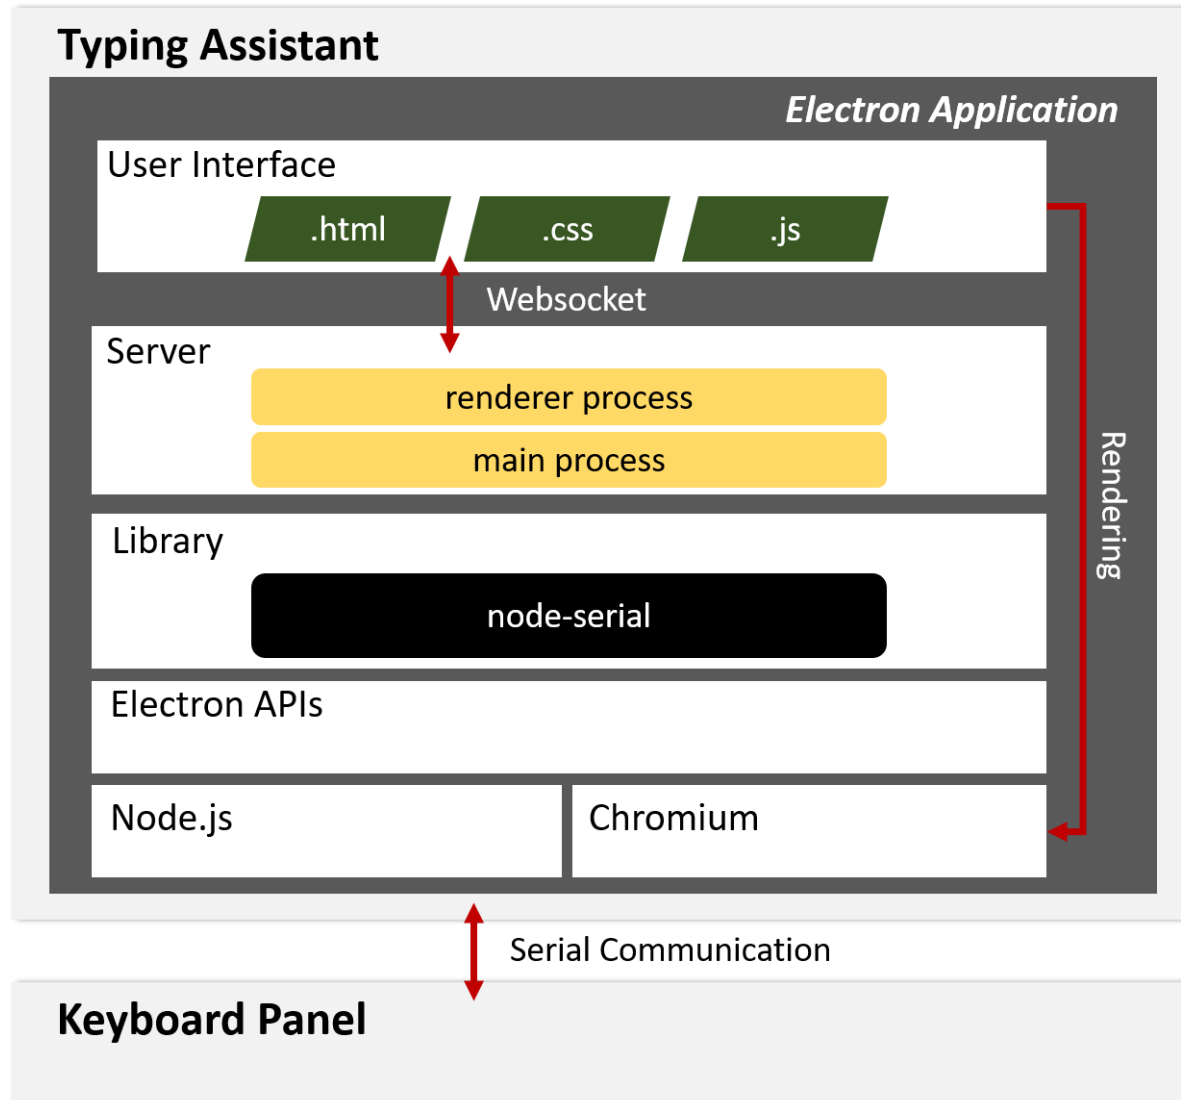 Typing Assistant
Electron Application
User Interface
.html
.css
.js
Websocket
Server
renderer process
main process
Rendering
Library
node-serial
Electron APIs
Node.js
Chromium
Serial Communication
Keyboard Panel